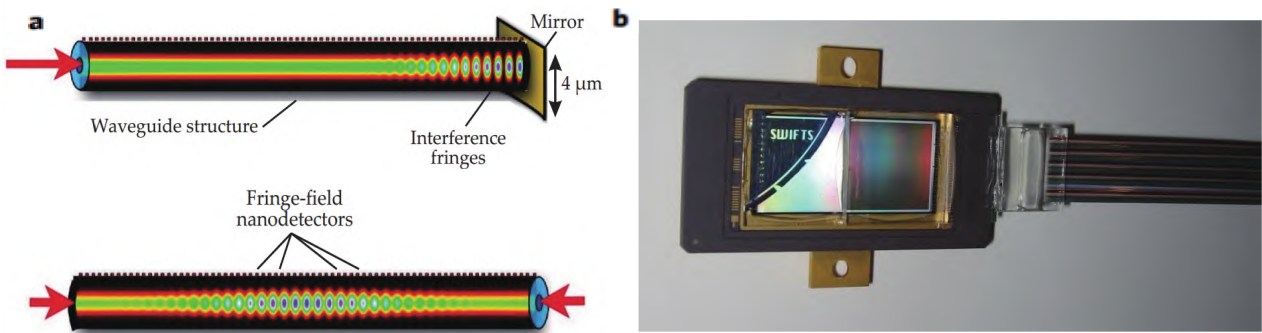 a
Mirror
4 μm
Waveguide structure
Interference
fringes
Fringe-field
nanodetectors
b
SWIFTS